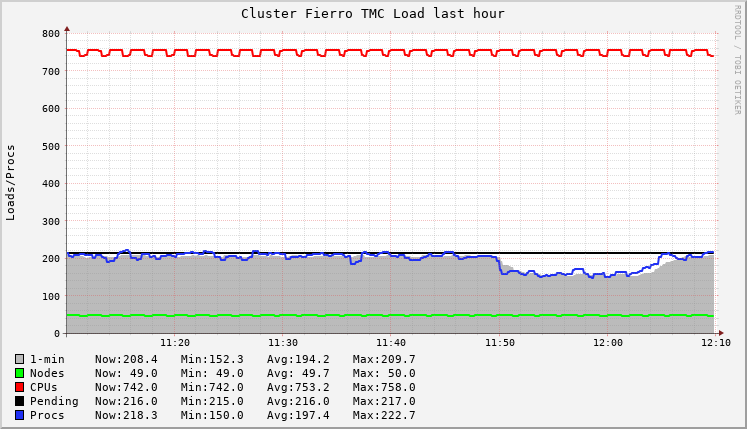 Cluster Fierro TMC Load last hour
RRDTOOL / TOBI OETIKER
Loads/Procs
800
700
600
500
400
300
200
100
0
11:20 11:30 11:40 11:50 12:00 12:10
1-min Now:208.4 Min:152.3 Avg:194.2 Max:209.7
Nodes Now: 49.0 Min: 49.0 Avg: 49.7 Max: 50.0
CPUs Now:742.0 Min:742.0 Avg:753.2 Max:758.0
Pending Now:216.0 Min:215.0 Avg:216.0 Max:217.0
Procs Now:218.3 Min:150.0 Avg:197.4 Max:222.7